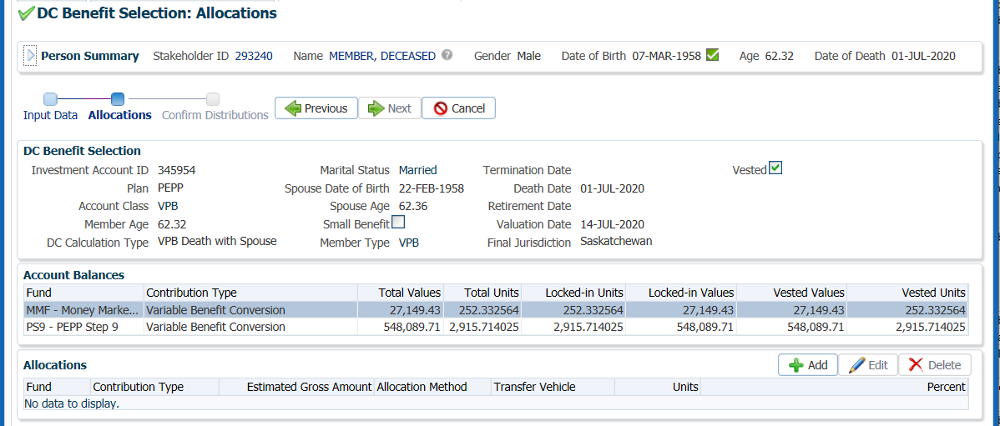 DC Benefit Selection: Allocations
Person Summary Stakeholder ID 293240 Name MEMBER, DECEASED Gender Male Date of Birth 07-MAR-1958 Age 62.32 Date of Death 01-JUL-2020
Input Data Allocations Confirm Distributions Previous Next Cancel
DC Benefit Selection
Investment Account ID 345954 Marital Status Married Termination Date Vested
Plan PEPP Spouse Date of Birth 22-FEB-1958 Death Date 01-JUL-2020
Account Class VPB Spouse Age 62.36 Retirement Date
Member Age 62.32 Small Benefit Valuation Date 14-JUL-2020
DC Calculation Type VPB Death with Spouse Member Type VPB Final Jurisdiction Saskatchewan
Account Balances
Fund Contribution Type Total Values Total Units Locked-in Units Locked-in Values Vested Values Vested Units
MMF - Money Marke... Variable Benefit Conversion 27,149.43 252.332564 252.332564 27,149.43 27,149.43 252.332564
PS9 - PEPP Step 9 Variable Benefit Conversion 548,089.71 2,915.714025 2,915.714025 548,089.71 548,089.71 2,915.714025
Allocations Add Edit Delete
Fund Contribution Type Estimated Gross Amount Allocation Method Transfer Vehicle Units Percent
No data to display.